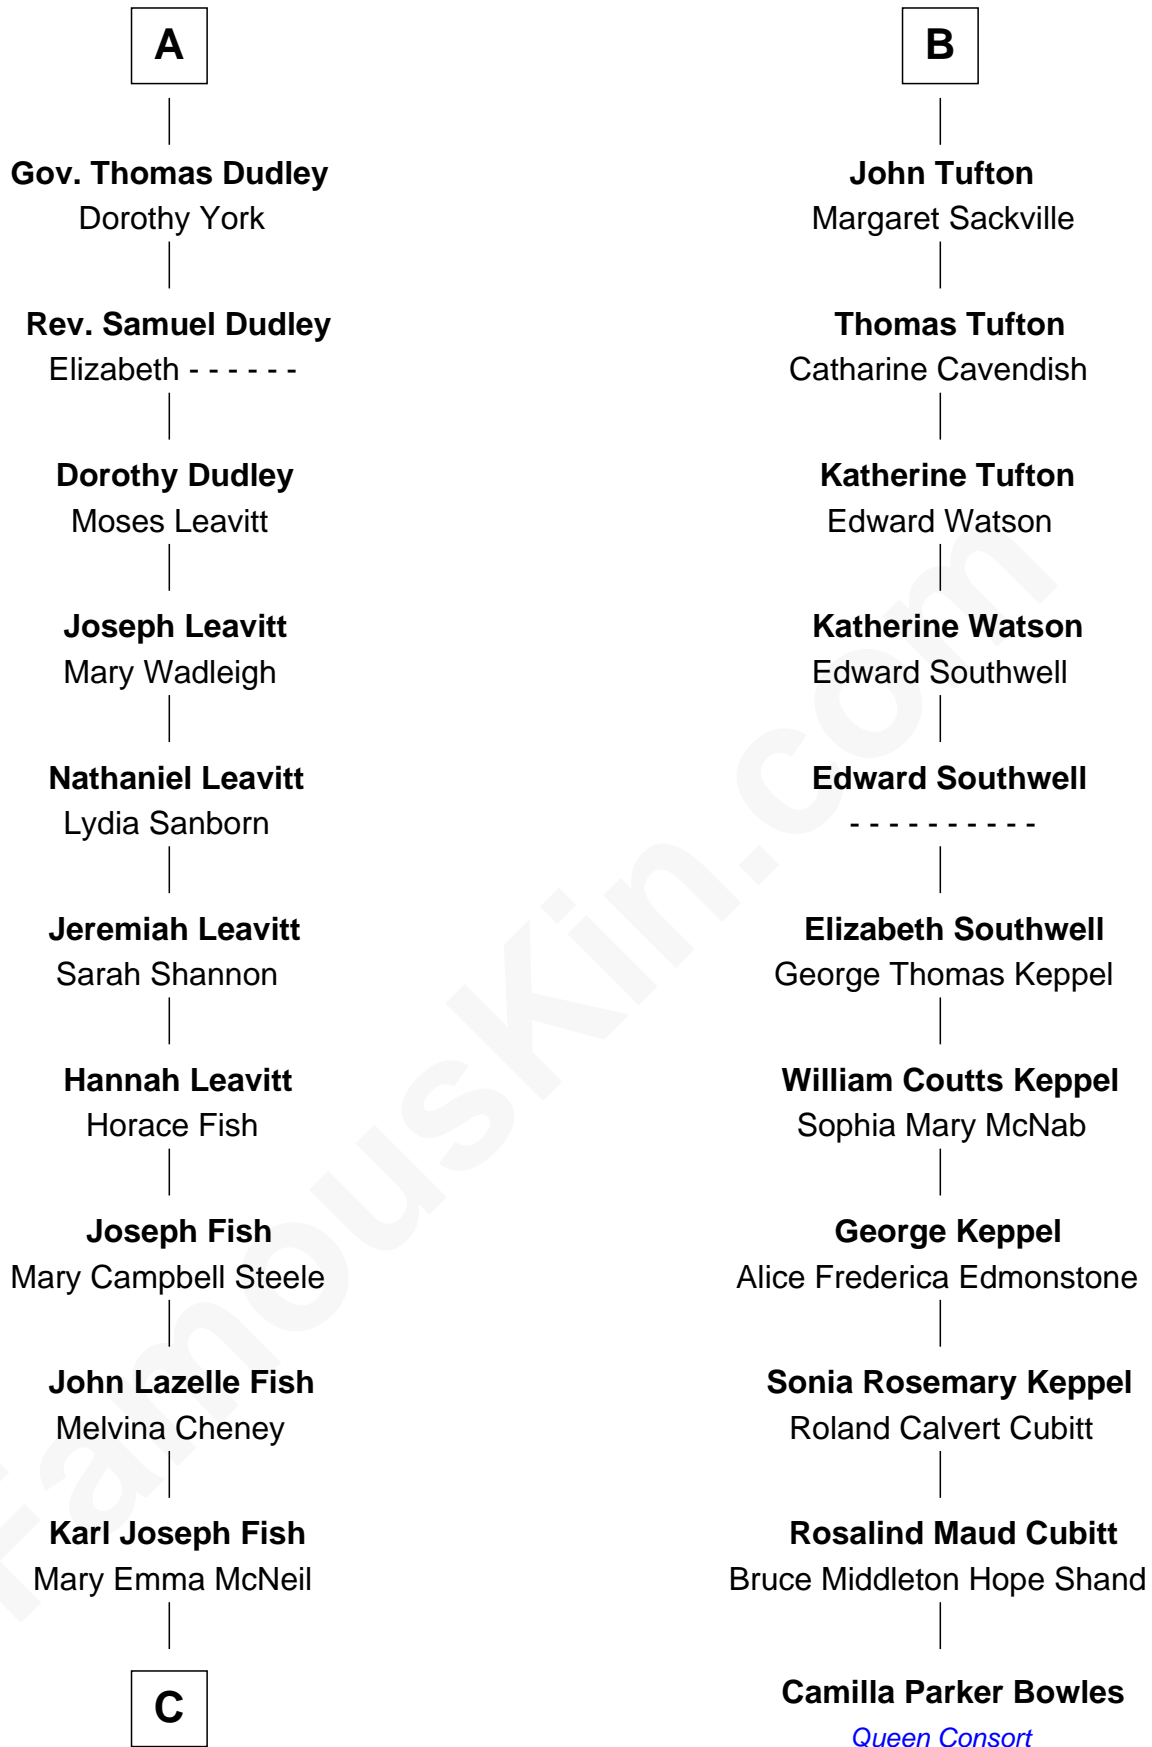 A
Gov. Thomas Dudley
Dorothy York
Rev. Samuel Dudley
Elizabeth - - - - - -
Dorothy Dudley
Moses Leavitt
Joseph Leavitt
Mary Wadleigh
Nathaniel Leavitt
Lydia Sanborn
Jeremiah Leavitt
Sarah Shannon
Hannah Leavitt
Horace Fish
Joseph Fish
Mary Campbell Steele
John Lazelle Fish
Melvina Cheney
Karl Joseph Fish
Mary Emma McNeil
C
B
John Tufton
Margaret Sackville
Thomas Tufton
Catharine Cavendish
Katherine Tufton
Edward Watson
Katherine Watson
Edward Southwell
Edward Southwell
- - - - - - - - - -
Elizabeth Southwell
George Thomas Keppel
William Coutts Keppel
Sophia Mary McNab
George Keppel
Alice Frederica Edmonstone
Sonia Rosemary Keppel
Roland Calvert Cubitt
Rosalind Maud Cubitt
Bruce Middleton Hope Shand
Camilla Parker Bowles
Queen Consort
FamousKin.com